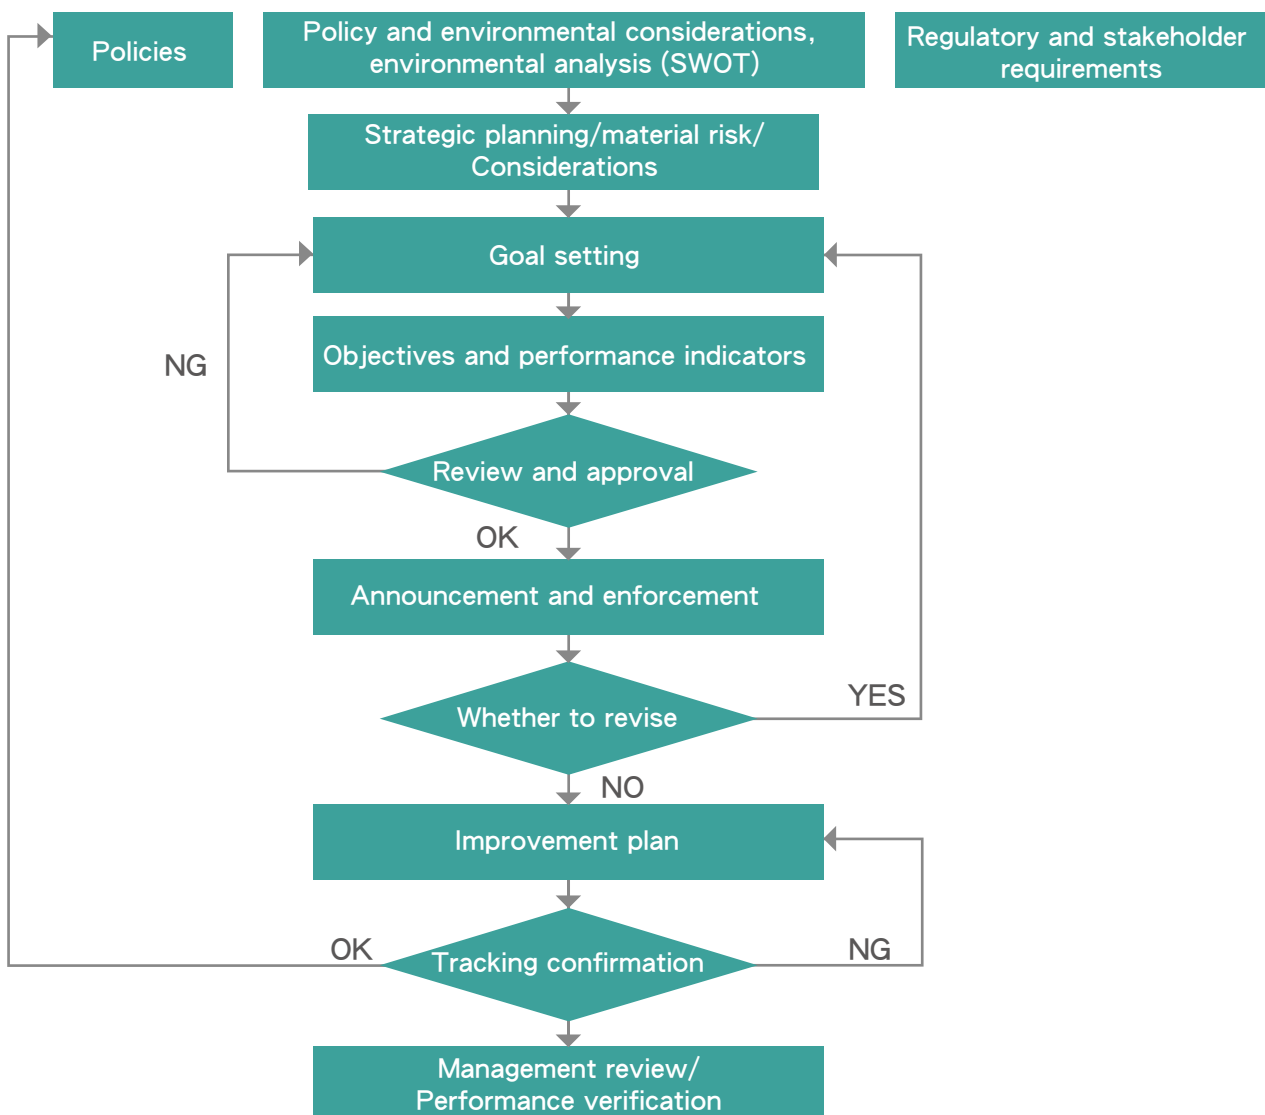 Policies
Policy and environmental considerations,
environmental analysis (SWOT)
Regulatory and stakeholder
requirements
Strategic planning/material risk/
Considerations
Goal setting
Objectives and performance indicators
NG
Review and approval
OK
Announcement and enforcement
YES
Whether to revise
NO
Improvement plan
OK
Tracking confirmation
NG
Management review/
Performance verification